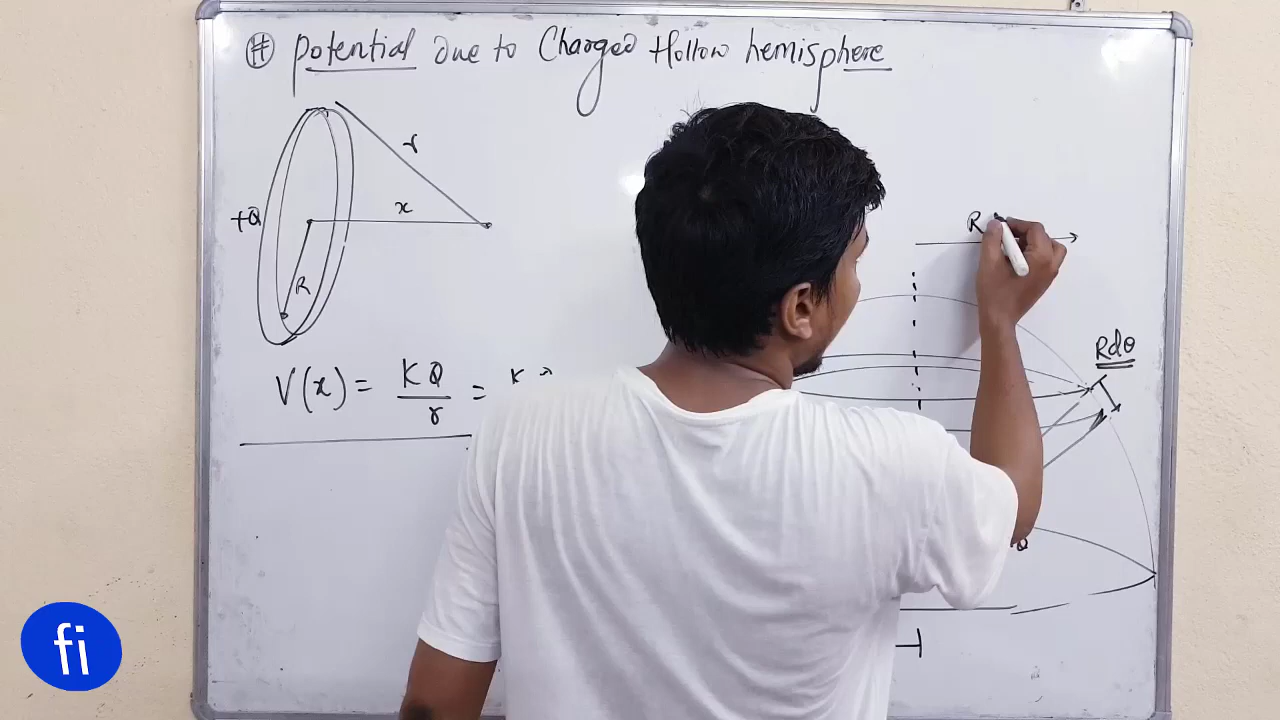 # Potential due to Charged Hollow hemisphere
r
x
+Q
R
R
Rdθ
V(x) = KQ/r = K
fi